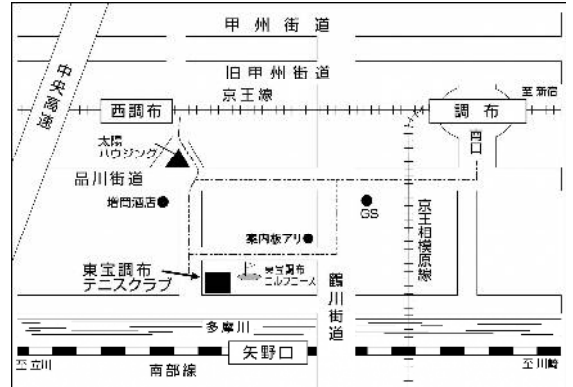 甲州街道
旧甲州街道
京王線
至新宿
中央高速
西調布
調布
南口
太陽
ハウジング
品川街道
増岡酒店
GS
案内板アリ
京王相模原線
東宝調布
テニスクラブ
東宝調布
ゴルフコース
鶴川街道
多摩川
矢野口
至立川
南部線
至川崎